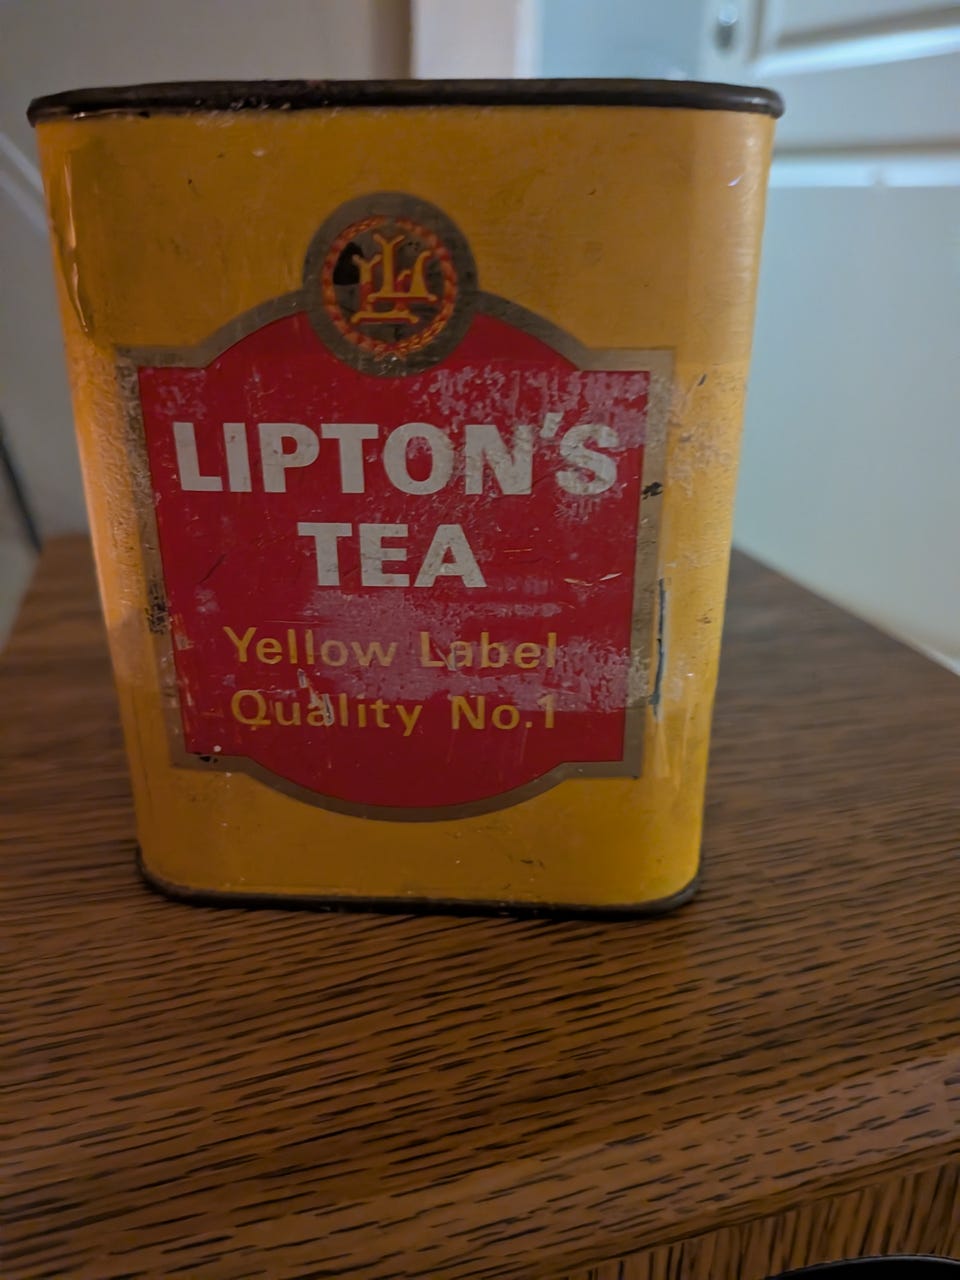 L
LIPTON'S
TEA
Yellow Label
Quality No.1